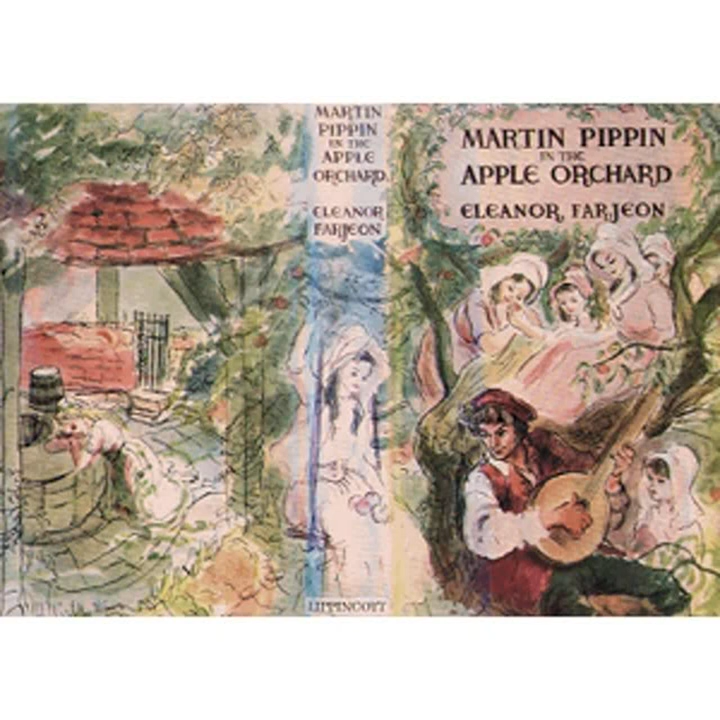 MARTIN
PIPPIN
IN THE
APPLE
ORCHARD
ELEANOR
FARJEON
LIPPINCOTT
MARTIN PIPPIN
IN THE
APPLE ORCHARD
ELEANOR FARJEON